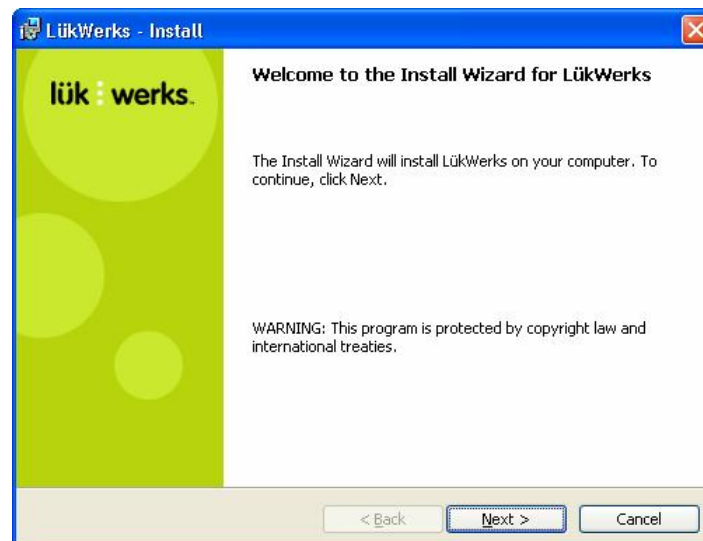 LükWerks - Install
lük werks™
Welcome to the Install Wizard for LükWerks
The Install Wizard will install LükWerks on your computer. To
continue, click Next.
WARNING: This program is protected by copyright law and
international treaties.
< Back
Next >
Cancel